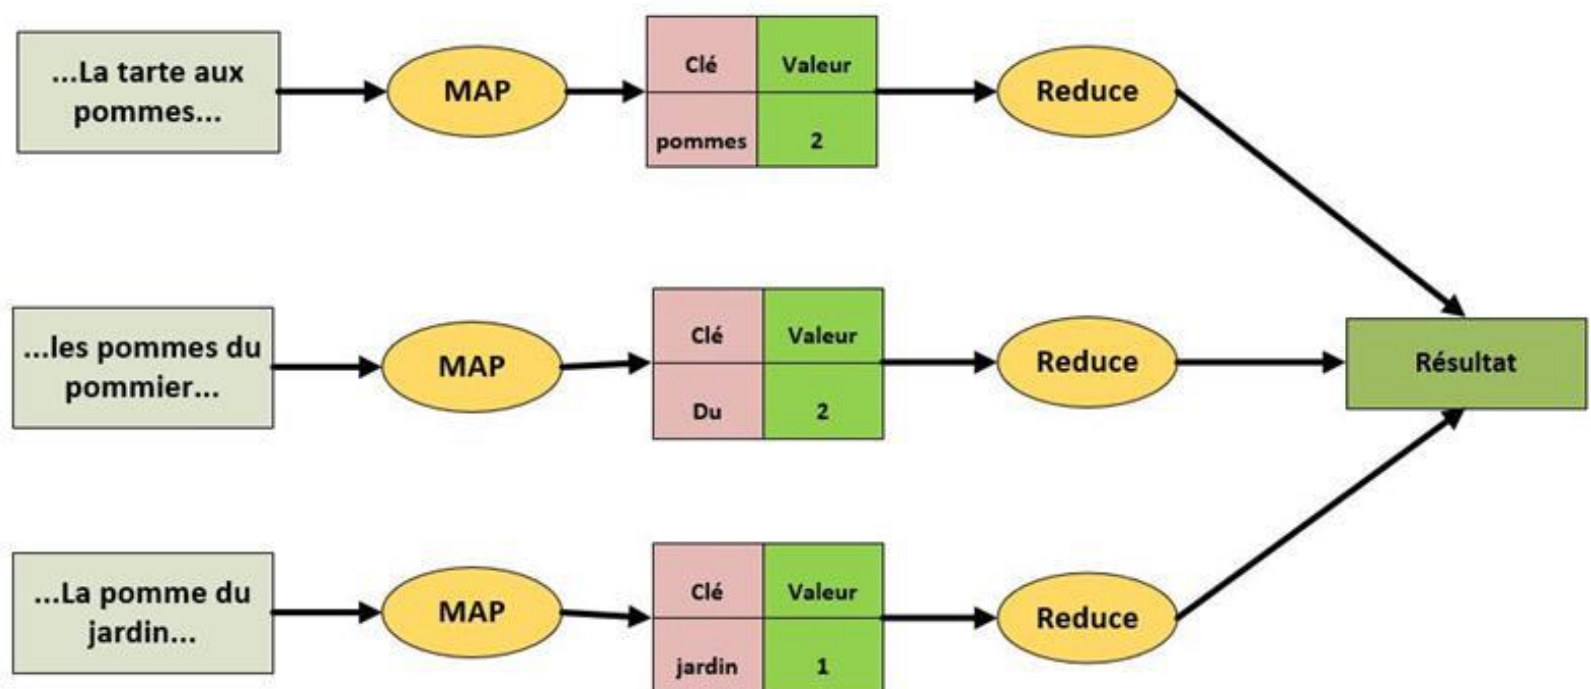 ...La tarte aux
pommes...
MAP
Clé Valeur
pommes 2
Reduce
...les pommes du
pommier...
MAP
Clé Valeur
Du 2
Reduce
Résultat
...La pomme du
jardin...
MAP
Clé Valeur
jardin 1
Reduce